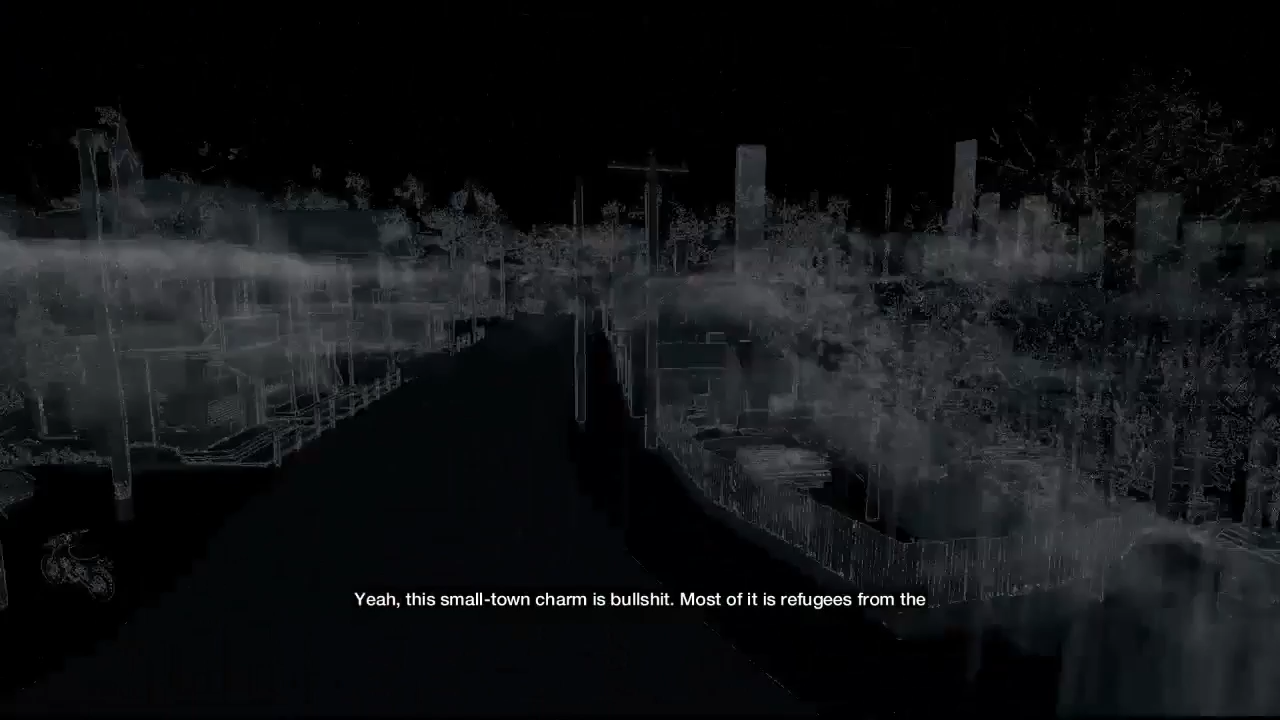 Yeah, this small-town charm is bullshit. Most of it is refugees from the